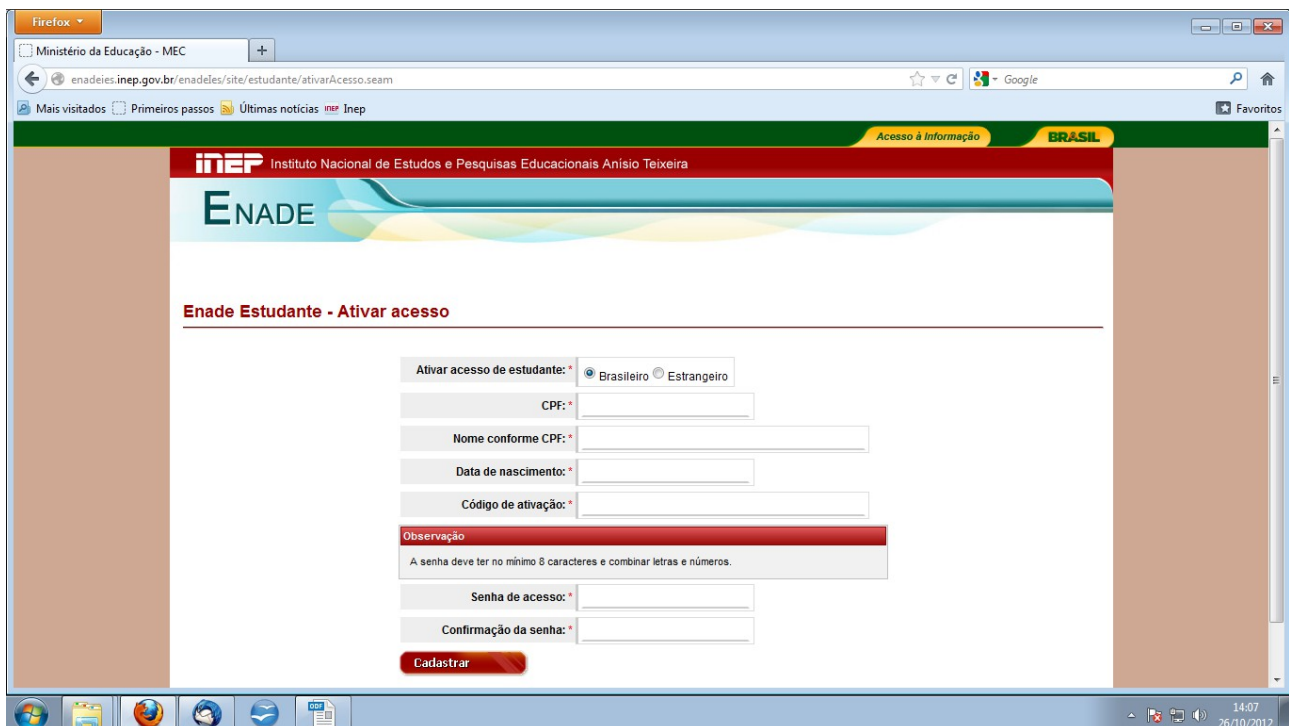 Firefox
Ministério da Educação - MEC
enadeies.inep.gov.br/enadeIes/site/estudante/ativarAcesso.seam
Google
Mais visitados Primeiros passos Últimas notícias INEP Inep
Favoritos
Acesso à Informação BRASIL
INEP Instituto Nacional de Estudos e Pesquisas Educacionais Anísio Teixeira
ENADE
Enade Estudante - Ativar acesso
Ativar acesso de estudante: * Brasileiro Estrangeiro
CPF: *
Nome conforme CPF: *
Data de nascimento: *
Código de ativação: *
Observação
A senha deve ter no mínimo 8 caracteres e combinar letras e números.
Senha de acesso: *
Confirmação da senha: *
Cadastrar
ODF
14:07
26/10/2012